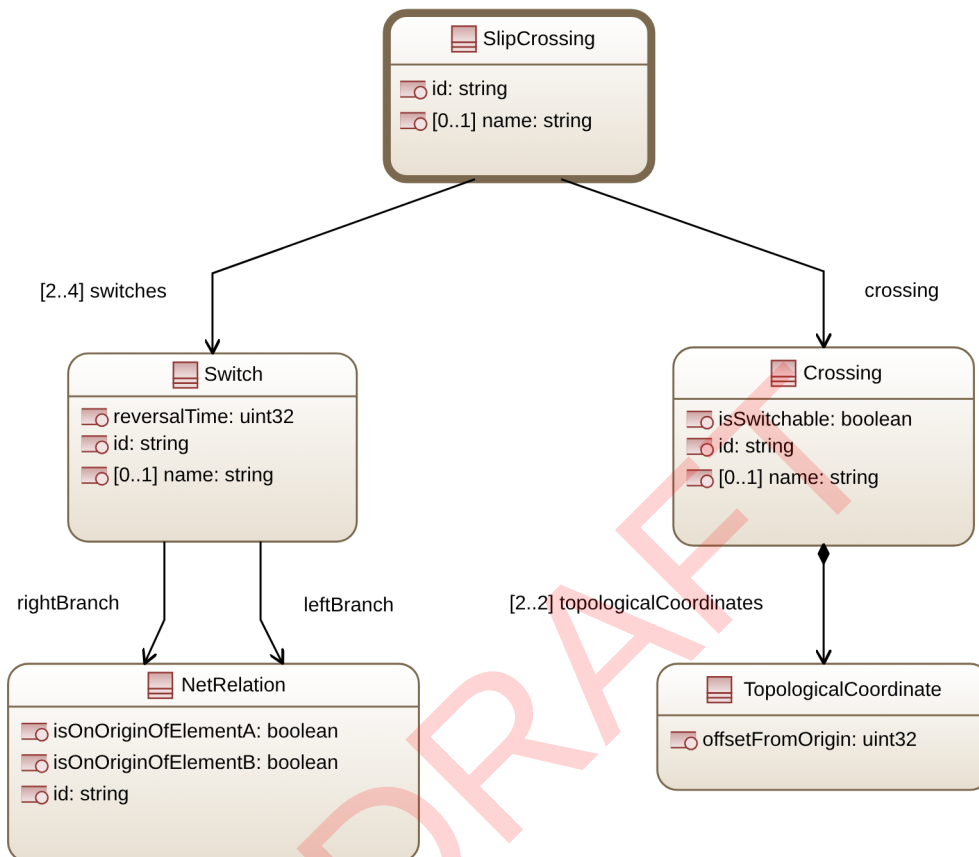 SlipCrossing
id: string
[0..1] name: string
[2..4] switches
crossing
Switch
reversalTime: uint32
id: string
[0..1] name: string
Crossing
isSwitchable: boolean
id: string
[0..1] name: string
rightBranch
leftBranch
[2..2] topologicalCoordinates
NetRelation
isOnOriginOfElementA: boolean
isOnOriginOfElementB: boolean
id: string
TopologicalCoordinate
offsetFromOrigin: uint32
DRAFT